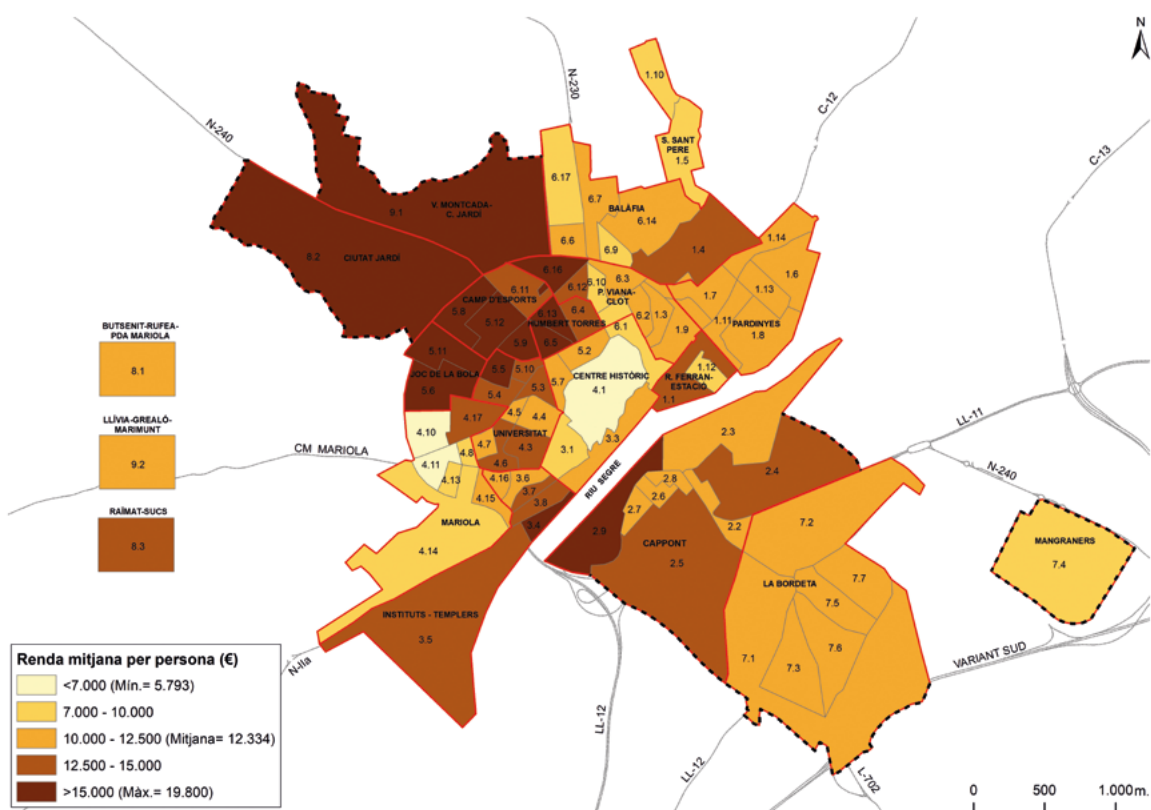 N
1.10
N-230
C-12
N-240
S. SANT
PERE
1.5
C-13
6.17
9.1
V. MONTCADA-
C. JARDÍ
6.7
BALÀFIA
6.14
6.6
6.9
1.4
1.14
8.2
CIUTAT JARDÍ
6.16
6.11
6.12
6.10
6.3
P. VIANA-
CLOT
1.7
1.13
1.6
CAMP D'ESPORTS
5.8
5.12
6.13
6.4
HUMBERT TORRES
6.1
6.2
1.3
1.9
1.11
PARDINYES
1.8
BUTSENIT-RUFEA-
PDA MARIOLA
8.1
5.11
5.9
6.5
5.2
JOC DE LA BOLA
5.6
5.5
5.10
5.4
5.3
5.7
CENTRE HISTÒRIC
4.1
1.12
R. FERRAN-
ESTACIÓ
1.1
LLÍVIA-GREALÓ-
MARIMUNT
9.2
4.10
4.17
4.5
4.4
UNIVERSITAT
4.3
3.1
3.3
2.3
LL-11
CM MARIOLA
4.11
4.8
4.7
4.6
4.13
4.16
3.6
4.15
3.7
3.8
3.4
RIU SEGRE
2.8
2.6
2.7
2.4
N-240
RAÏMAT-SUCS
8.3
MARIOLA
4.14
2.9
CAPPONT
2.5
2.2
7.2
MANGRANERS
7.4
LA BORDETA
7.7
7.5
INSTITUTS - TEMPLERS
3.5
7.1
7.3
7.6
VARIANT SUD
N-IIa
LL-12
LL-12
L-702
Renda mitjana per persona (€)
<7.000 (Mín.= 5.793)
7.000 - 10.000
10.000 - 12.500 (Mitjana= 12.334)
12.500 - 15.000
>15.000 (Màx.= 19.800)
0 500 1.000 m.